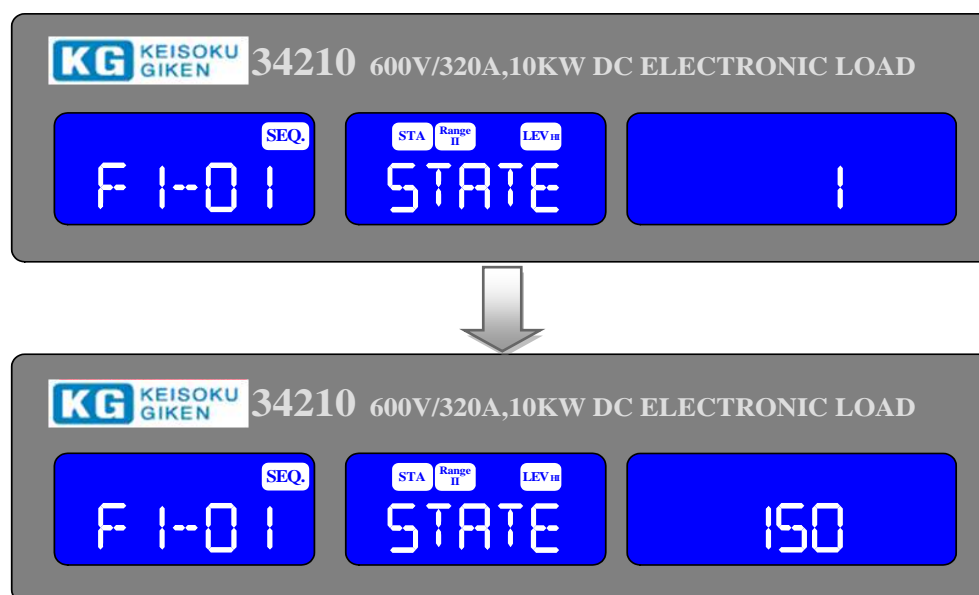 KG KEISOKU GIKEN 34210 600V/320A,10KW DC ELECTRONIC LOAD
SEQ. STA Range II LEV HI
F1-01 STATE 1
KG KEISOKU GIKEN 34210 600V/320A,10KW DC ELECTRONIC LOAD
SEQ. STA Range II LEV HI
F1-01 STATE 150